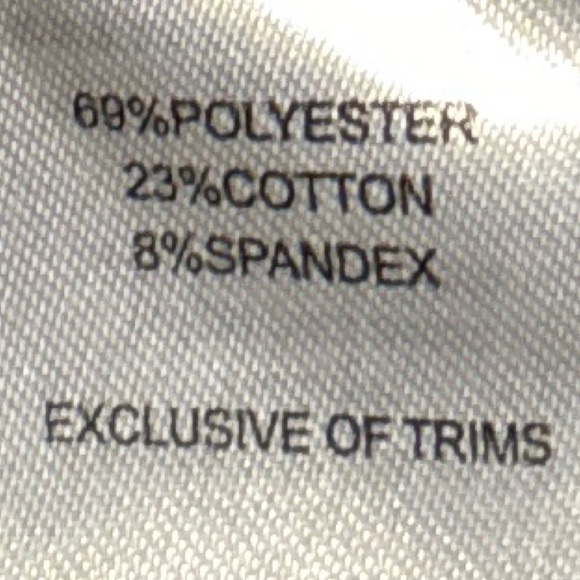 69%POLYESTER
23%COTTON
8%SPANDEX
EXCLUSIVE OF TRIMS